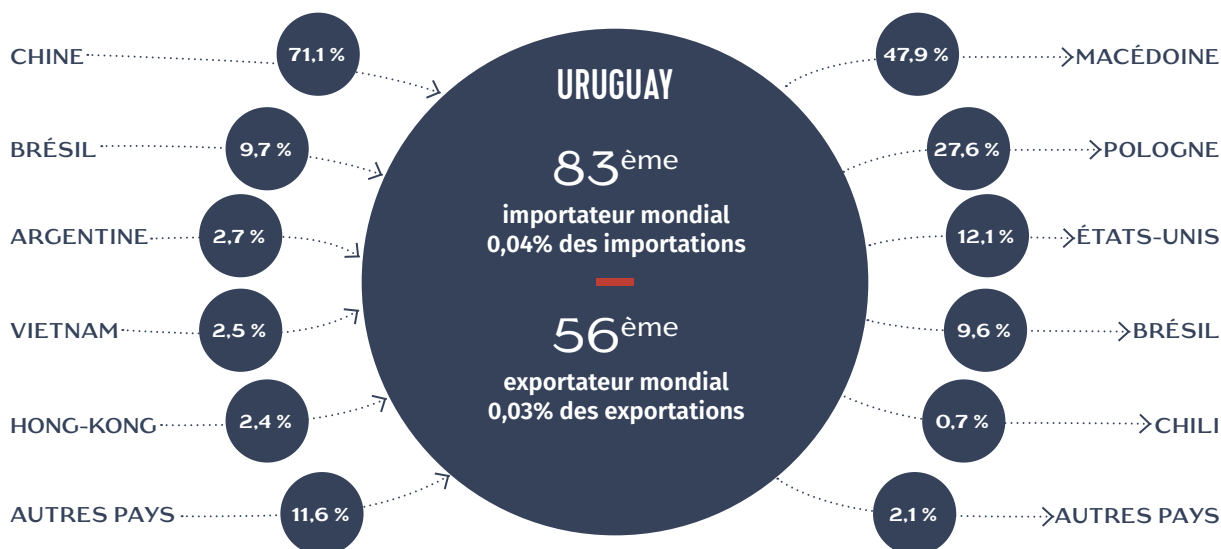 CHINE 71,1 %
BRÉSIL 9,7 %
ARGENTINE 2,7 %
VIETNAM 2,5 %
HONG-KONG 2,4 %
AUTRES PAYS 11,6 %
URUGUAY
83ème
importateur mondial
0,04% des importations
56ème
exportateur mondial
0,03% des exportations
47,9 % MACÉDOINE
27,6 % POLOGNE
12,1 % ÉTATS-UNIS
9,6 % BRÉSIL
0,7 % CHILI
2,1 % AUTRES PAYS